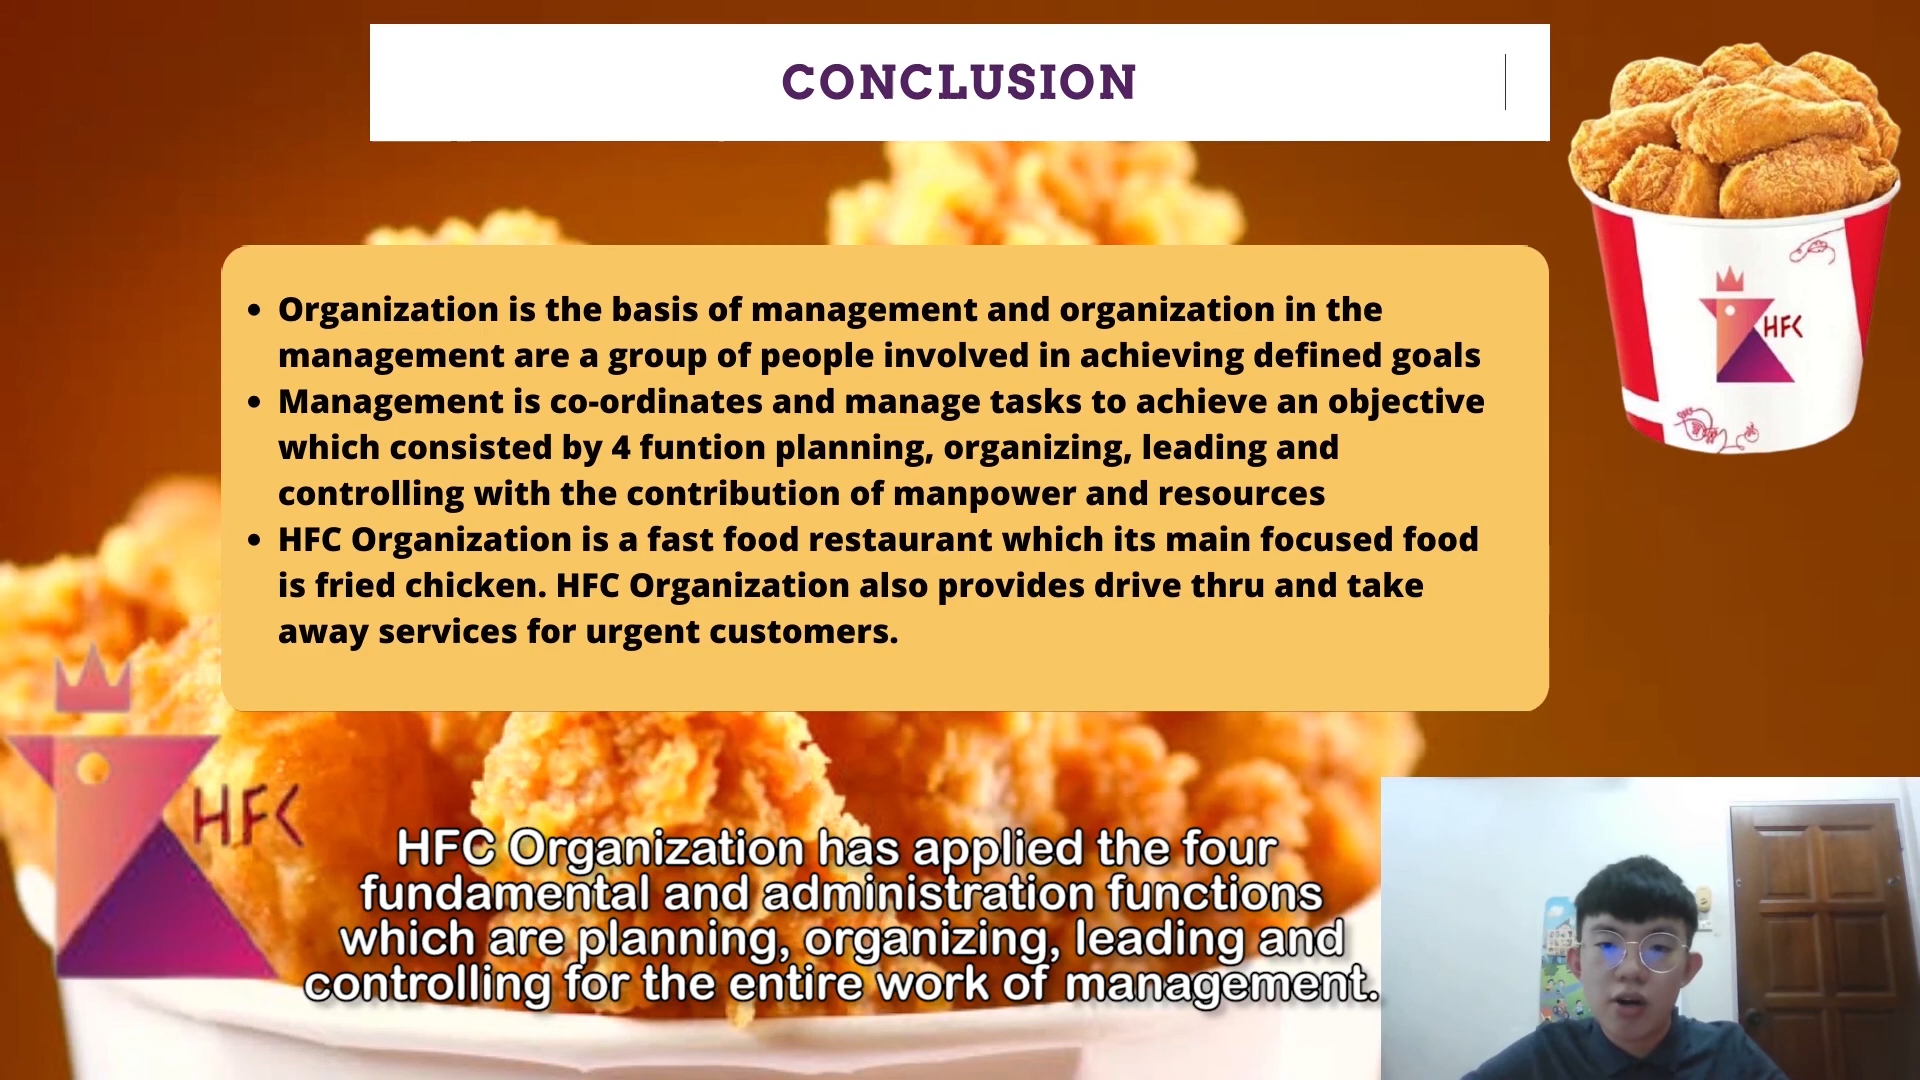 CONCLUSION
HFC
• Organization is the basis of management and organization in the
management are a group of people involved in achieving defined goals
• Management is co-ordinates and manage tasks to achieve an objective
which consisted by 4 funtion planning, organizing, leading and
controlling with the contribution of manpower and resources
• HFC Organization is a fast food restaurant which its main focused food
is fried chicken. HFC Organization also provides drive thru and take
away services for urgent customers.
HFC
HFC Organization has applied the four
fundamental and administration functions
which are planning, organizing, leading and
controlling for the entire work of management.